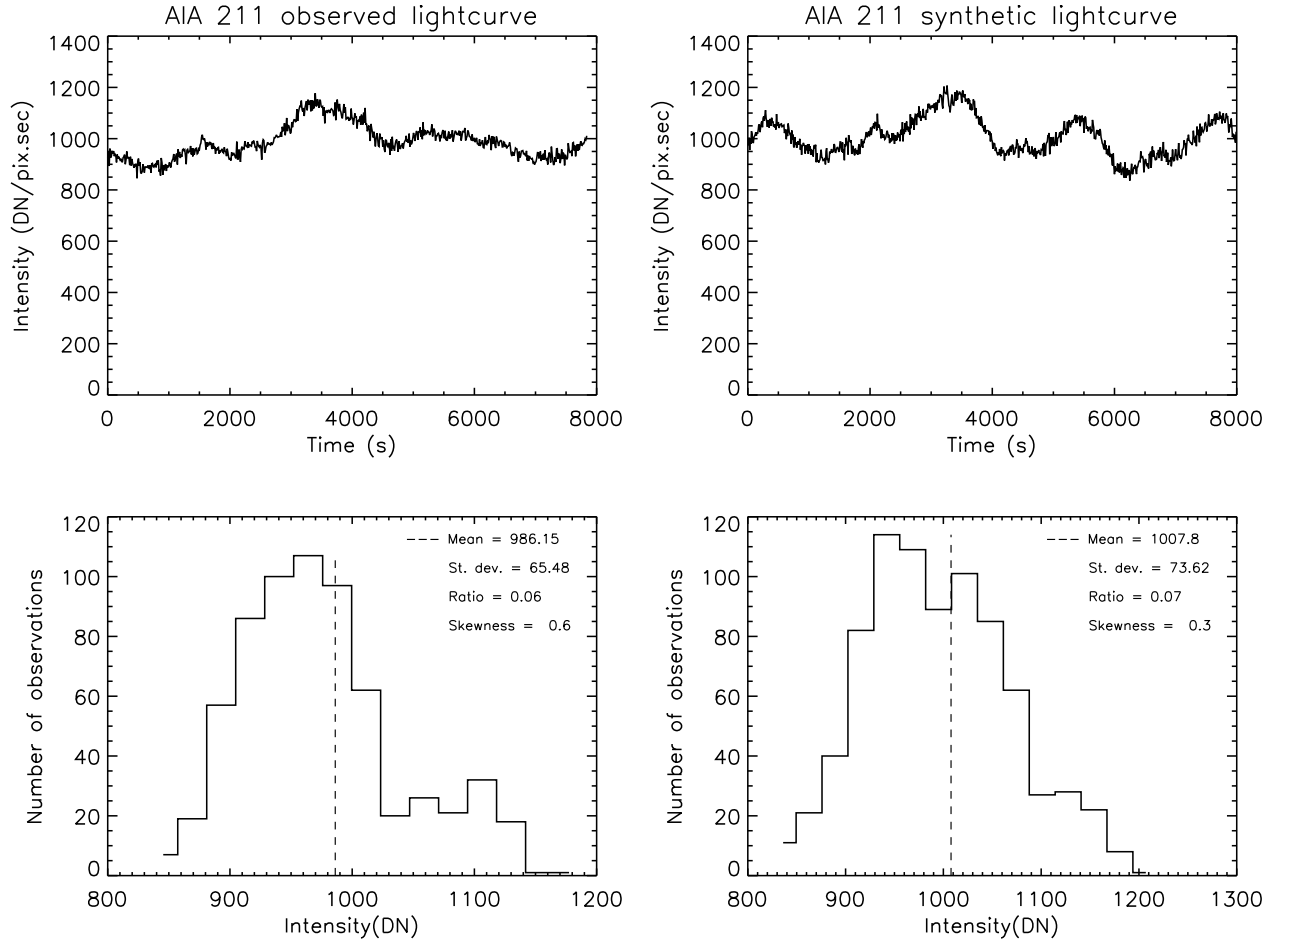 AIA 211 observed lightcurve
1400
1200
1000
800
600
400
200
0
Intensity (DN/pix.sec)
0 2000 4000 6000 8000
Time (s)
AIA 211 synthetic lightcurve
1400
1200
1000
800
600
400
200
0
Intensity (DN/pix.sec)
0 2000 4000 6000 8000
Time (s)
120
100
80
60
40
20
0
Number of observations
Mean = 986.15
St. dev. = 65.48
Ratio = 0.06
Skewness = 0.6
800 900 1000 1100 1200
Intensity(DN)
120
100
80
60
40
20
0
Number of observations
Mean = 1007.8
St. dev. = 73.62
Ratio = 0.07
Skewness = 0.3
800 900 1000 1100 1200 1300
Intensity(DN)